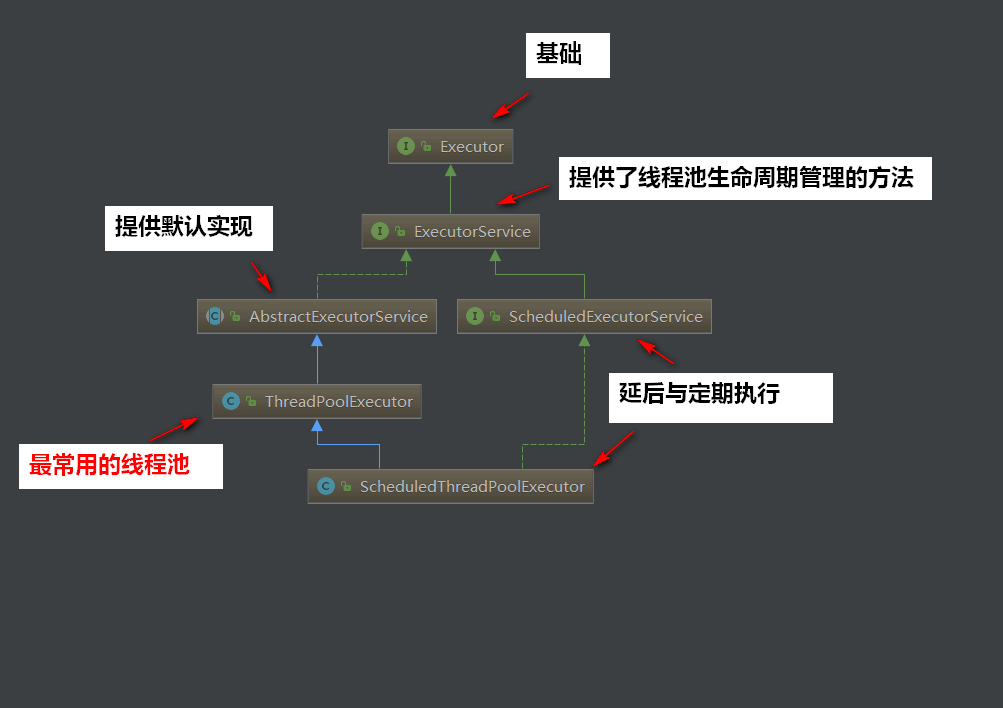 基础
Executor
提供了线程池生命周期管理的方法
提供默认实现
ExecutorService
AbstractExecutorService
ScheduledExecutorService
延后与定期执行
ThreadPoolExecutor
最常用的线程池
ScheduledThreadPoolExecutor